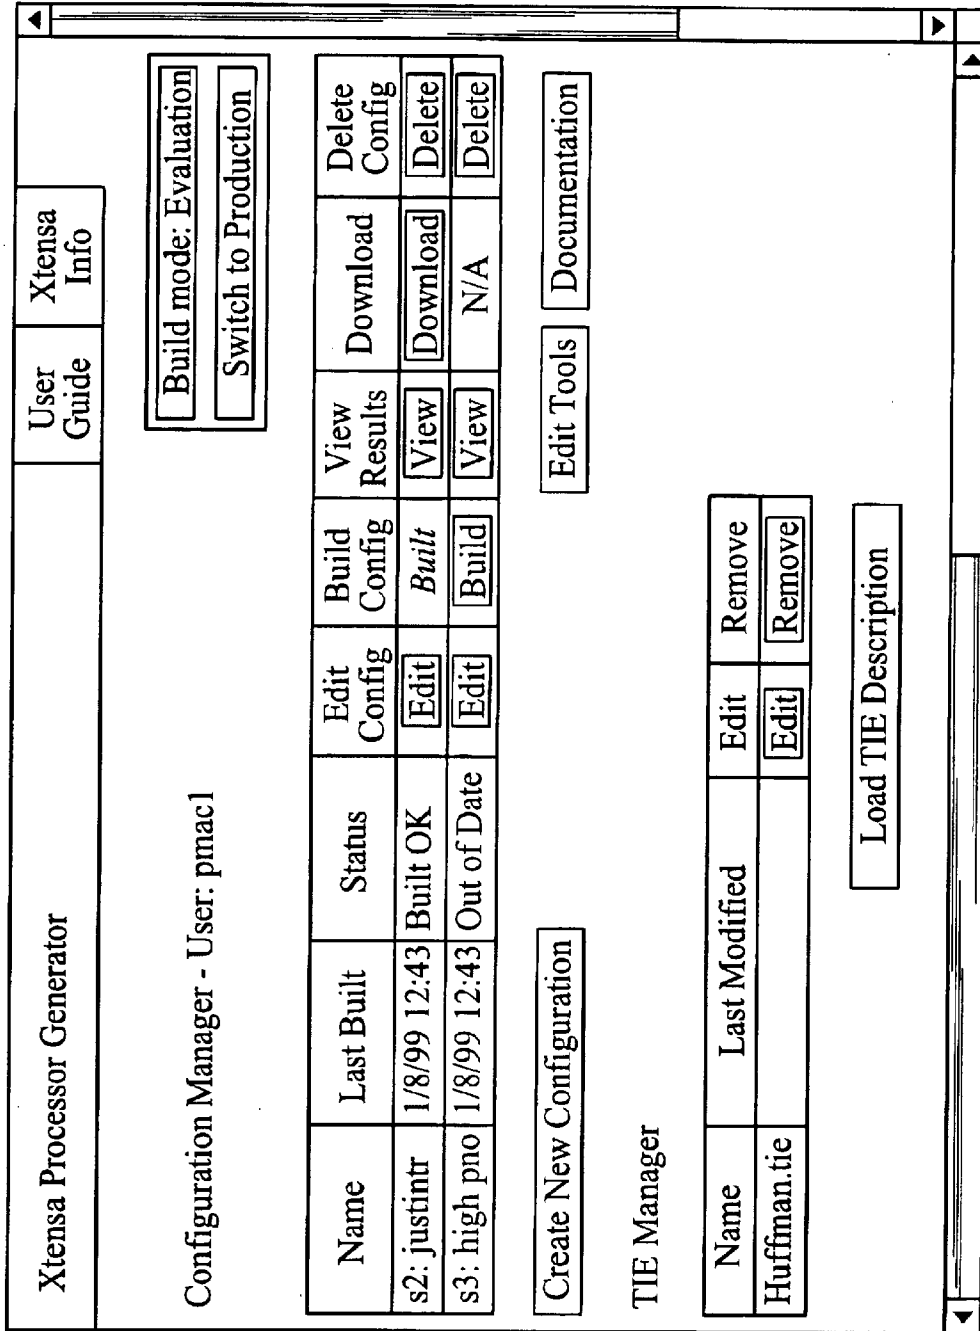 Xtensa Processor Generator
User Guide
Xtensa Info
Configuration Manager - User: pmac1
Build mode: Evaluation
Switch to Production
Name Last Built Status Edit Config Build Config View Results Download Delete Config
s2: justintr 1/8/99 12:43 Built OK Edit Built View Download Delete
s3: high pno 1/8/99 12:43 Out of Date Edit Build View N/A Delete
Create New Configuration Edit Tools Documentation
TIE Manager
Name Last Modified Edit Remove
Huffman.tie Edit Remove
Load TIE Description